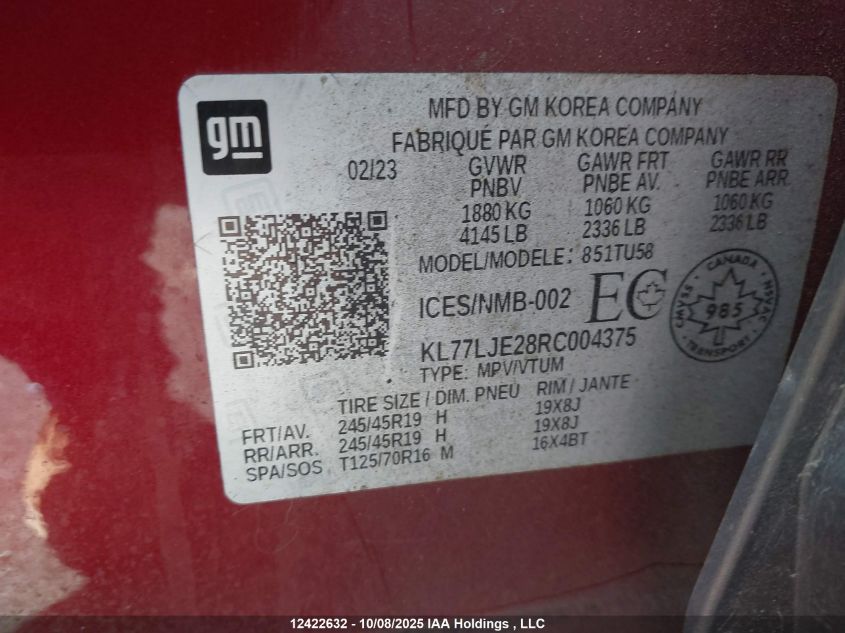 gm
MFD BY GM KOREA COMPANY
FABRIQUÉ PAR GM KOREA COMPANY
02/23 GVWR GAWR FRT GAWR RR
PNBV PNBE AV. PNBE ARR.
1880 KG 1060 KG 1060 KG
4145 LB 2336 LB 2336 LB
MODEL/MODELE: 851TU58
ICES/NMB-002 EC
CANADA
CMVSS 985 NSVAC
TRANSPORT
KL77LJE28RC004375
TYPE: MPV/VTUM
TIRE SIZE / DIM. PNEU RIM / JANTE
FRT/AV. 245/45R19 H 19X8J
RR/ARR. 245/45R19 H 19X8J
SPA/SOS T125/70R16 M 16X4BT
12422632 - 10/08/2025 IAA Holdings , LLC